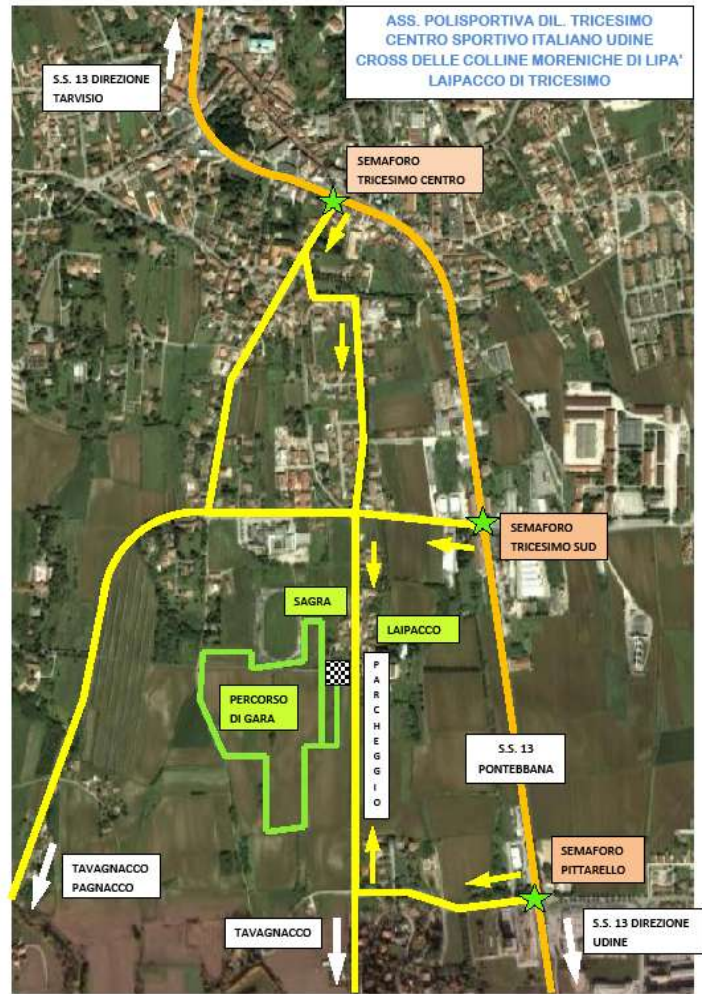 ASS. POLISPORTIVA DIL. TRICESIMO
CENTRO SPORTIVO ITALIANO UDINE
CROSS DELLE COLLINE MORENICHE DI LIPA'
LAIPACCO DI TRICESIMO
S.S. 13 DIREZIONE
TARVISIO
SEMAFORO
TRICESIMO CENTRO
SEMAFORO
TRICESIMO SUD
SAGRA
LAIPACCO
PARCHEGGIO
PERCORSO
DI GARA
S.S. 13
PONTEBBANA
SEMAFORO
PITTARELLO
TAVAGNACCO
PAGNACCO
TAVAGNACCO
S.S. 13 DIREZIONE
UDINE